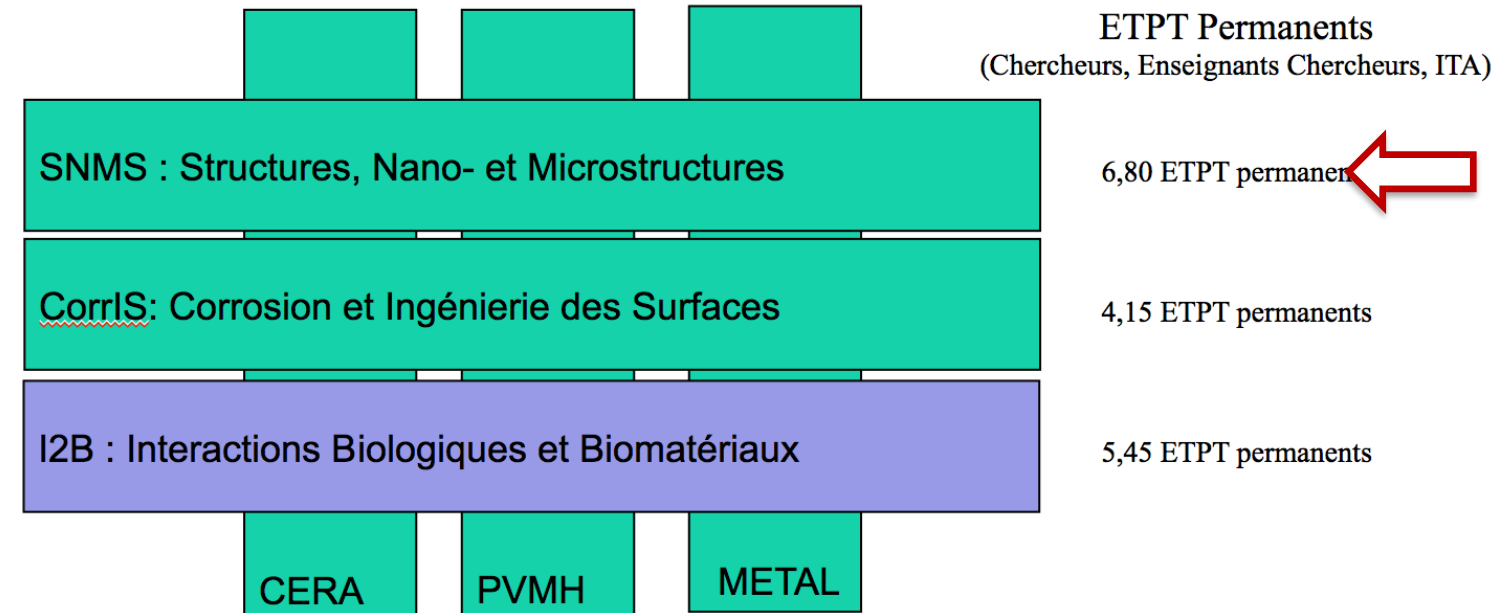 ETPT Permanents
(Chercheurs, Enseignants Chercheurs, ITA)
SNMS : Structures, Nano- et Microstructures
6,80 ETPT permanen
CorrIS: Corrosion et Ingénierie des Surfaces
4,15 ETPT permanents
I2B : Interactions Biologiques et Biomatériaux
5,45 ETPT permanents
CERA
PVMH
METAL